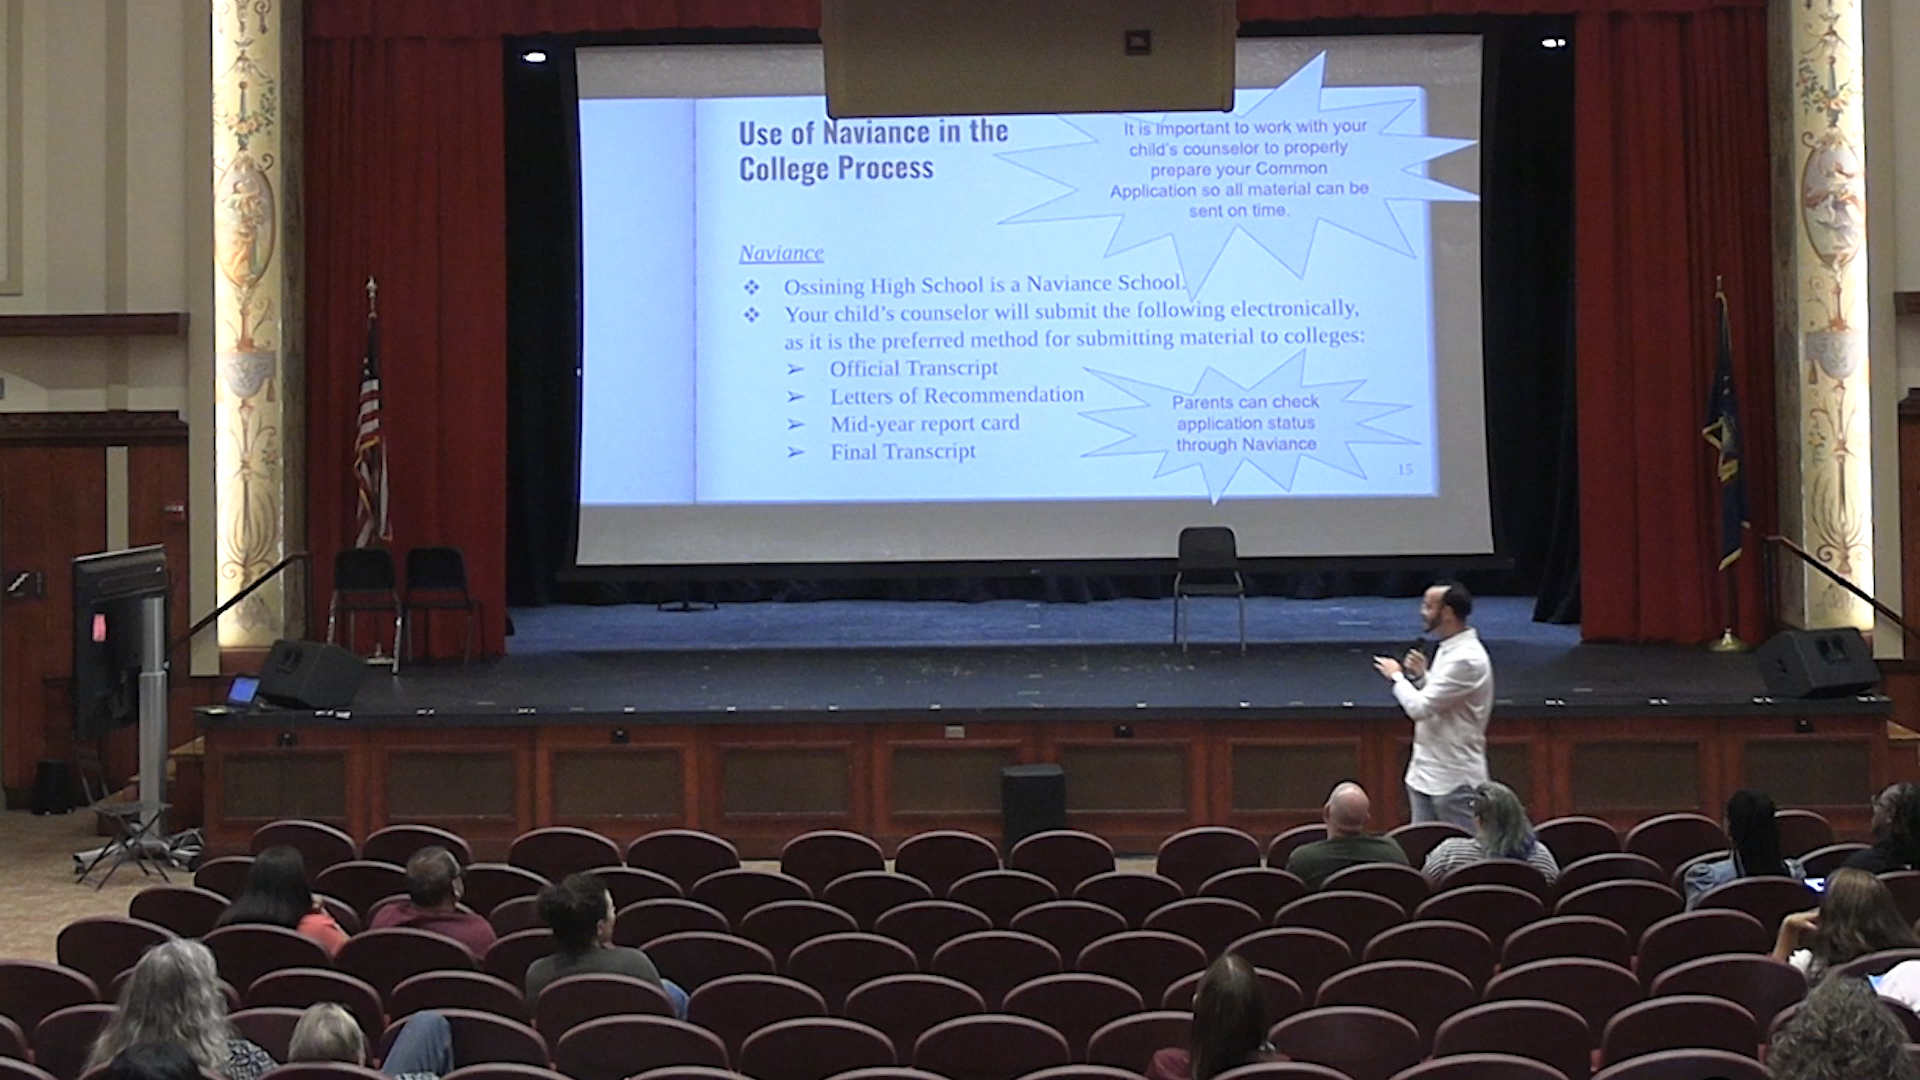 Use of Naviance in the
College Process
It is important to work with your
child's counselor to properly
prepare your Common
Application so all material can be
sent on time.
Naviance
❖ Ossining High School is a Naviance School.
❖ Your child's counselor will submit the following electronically,
as it is the preferred method for submitting material to colleges:
➢ Official Transcript
➢ Letters of Recommendation
➢ Mid-year report card
➢ Final Transcript
Parents can check
application status
through Naviance
15